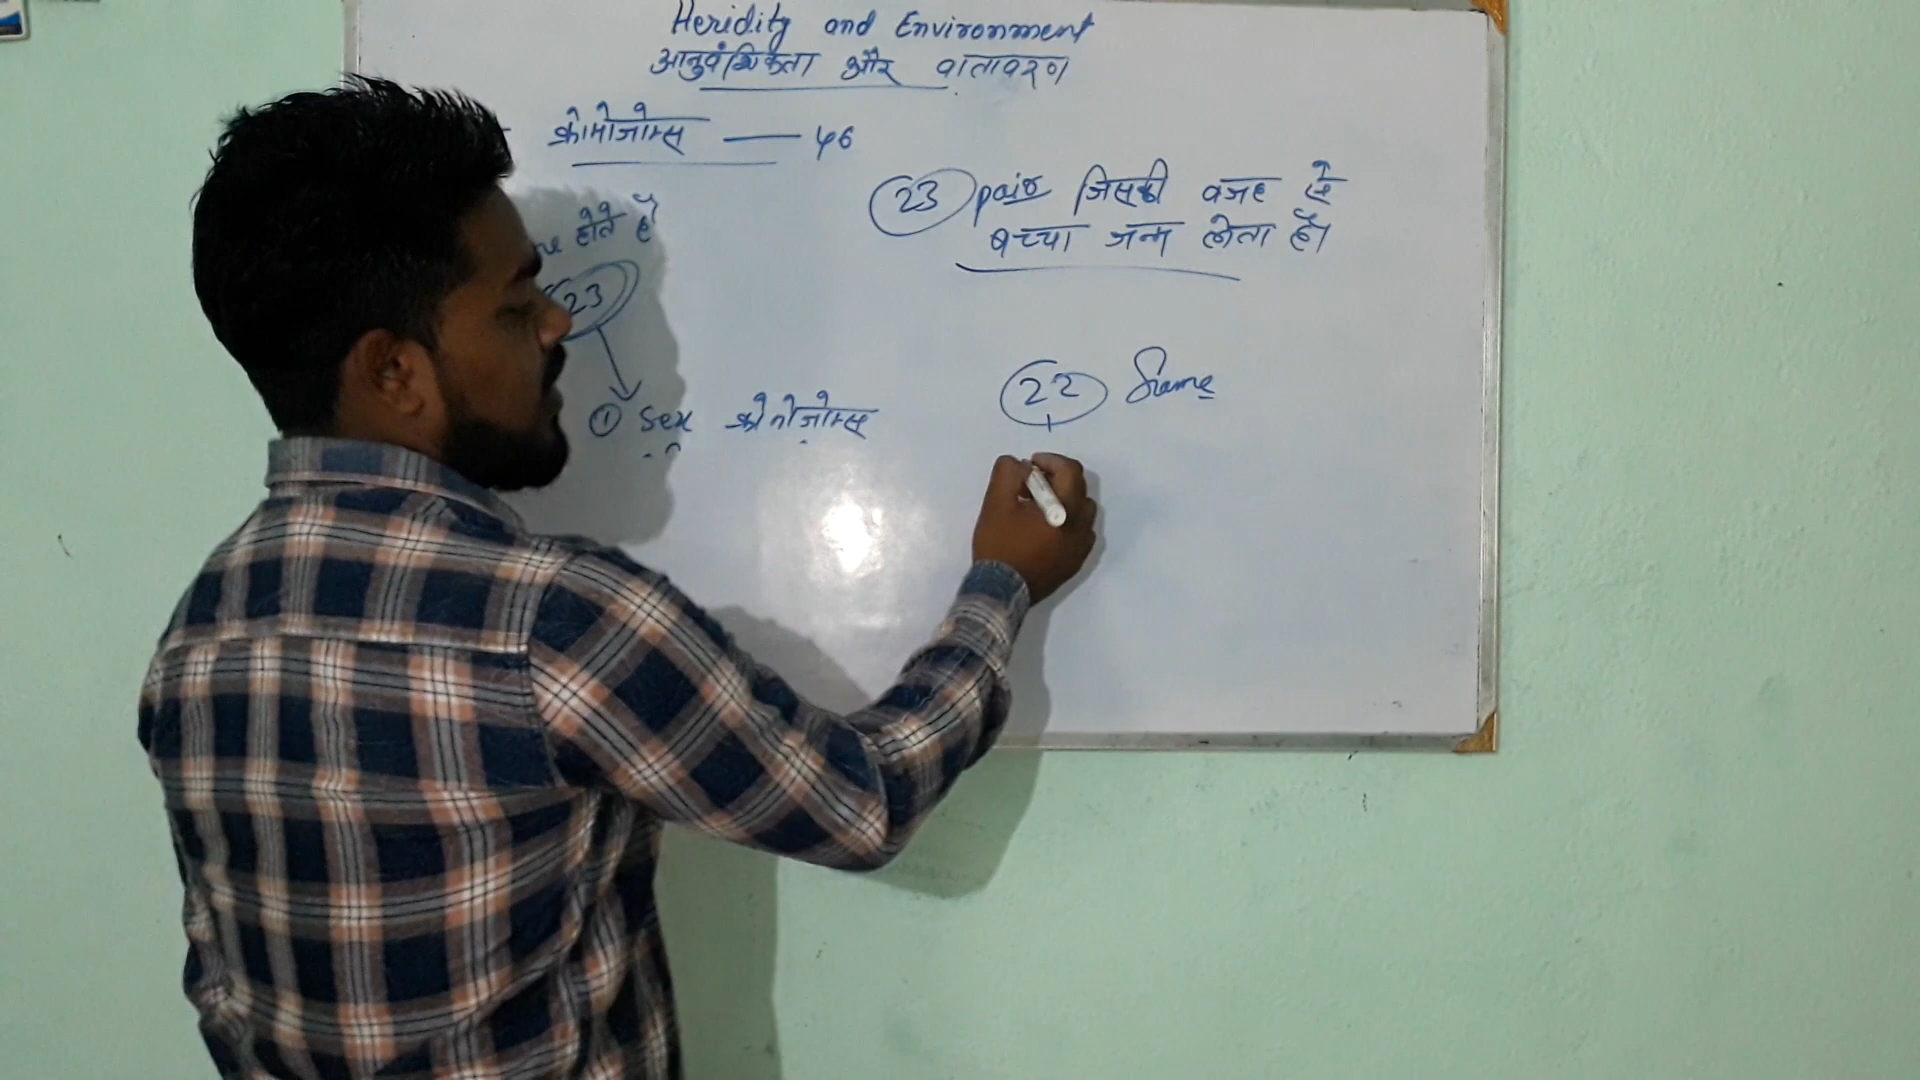 Heridity and Environment
आनुवंशिकता और वातावरण
क्रोमोजोम्स — 46
23 pair जिसकी वजह से
बच्चा जन्म लेता है।
होते है
23
22 Same
① Sex क्रोमोजोम्स